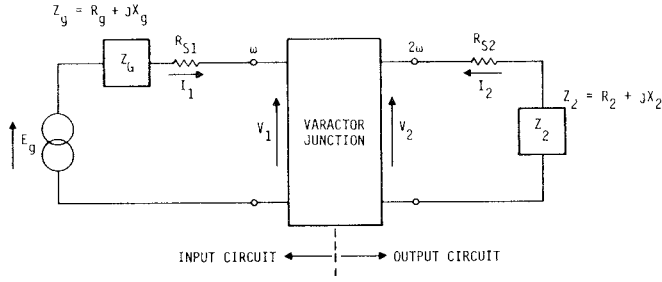 Z_g = R_g + jX_g
R_S1
ω
2ω
R_S2
Z_G
I_1
I_2
Z_2 = R_2 + jX_2
E_g
V_1
VARACTOR
JUNCTION
V_2
Z_2
INPUT CIRCUIT
OUTPUT CIRCUIT